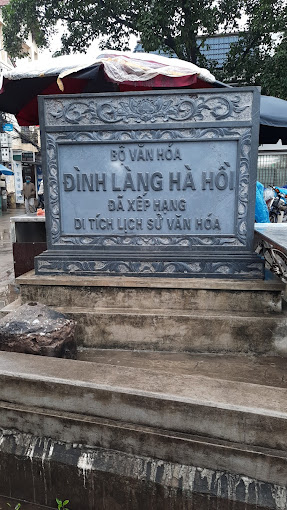 BỘ VĂN HÓA
ĐÌNH LÀNG HÀ HỒI
ĐÃ XẾP HẠNG
DI TÍCH LỊCH SỬ VĂN HÓA